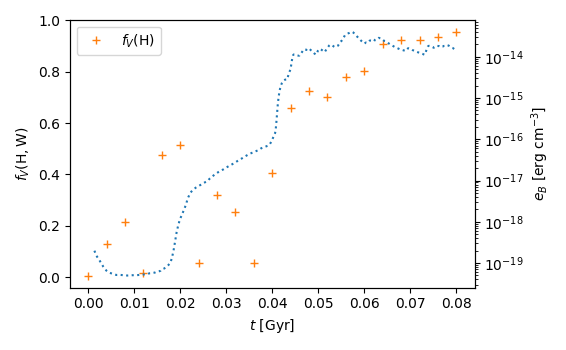 f_V(H)
1.0
0.8
0.6
0.4
0.2
0.0
f_V(H, W)
10^{-14}
10^{-15}
10^{-16}
10^{-17}
10^{-18}
10^{-19}
e_B [erg cm^{-3}]
0.00 0.01 0.02 0.03 0.04 0.05 0.06 0.07 0.08
t [Gyr]